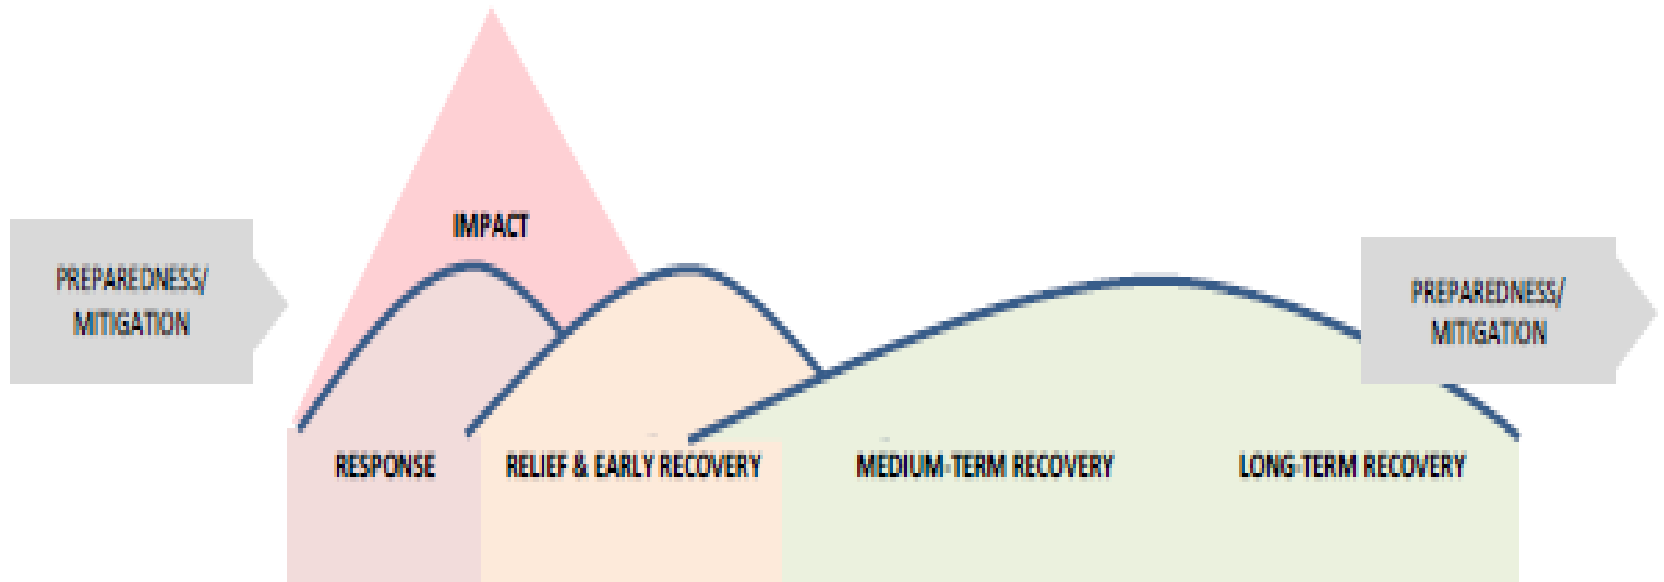 IMPACT
PREPAREDNESS/
MITIGATION
PREPAREDNESS/
MITIGATION
RESPONSE
RELIEF & EARLY RECOVERY
MEDIUM-TERM RECOVERY
LONG-TERM RECOVERY